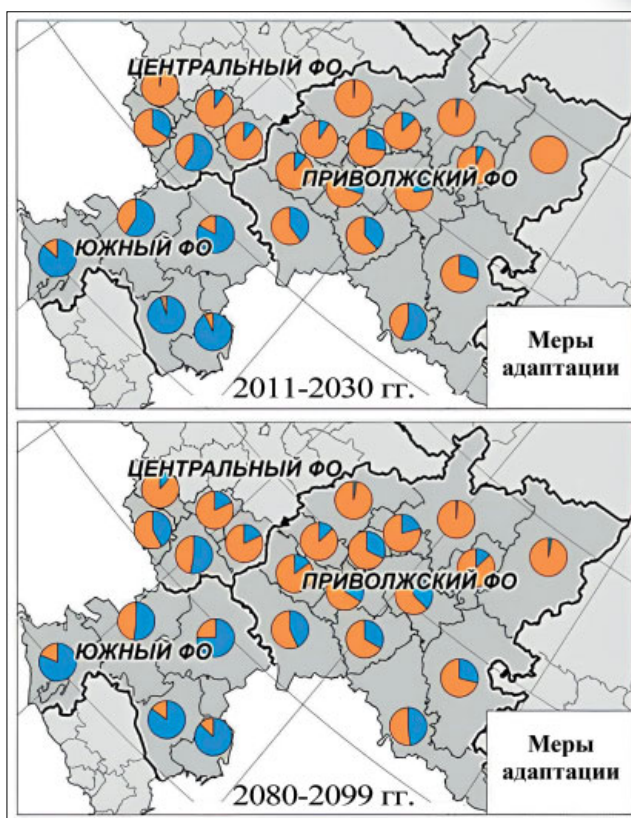 ЦЕНТРАЛЬНЫЙ ФО
ПРИВОЛЖСКИЙ ФО
ЮЖНЫЙ ФО
Меры
адаптации
2011-2030 гг.
ЦЕНТРАЛЬНЫЙ ФО
ПРИВОЛЖСКИЙ ФО
ЮЖНЫЙ ФО
Меры
адаптации
2080-2099 гг.